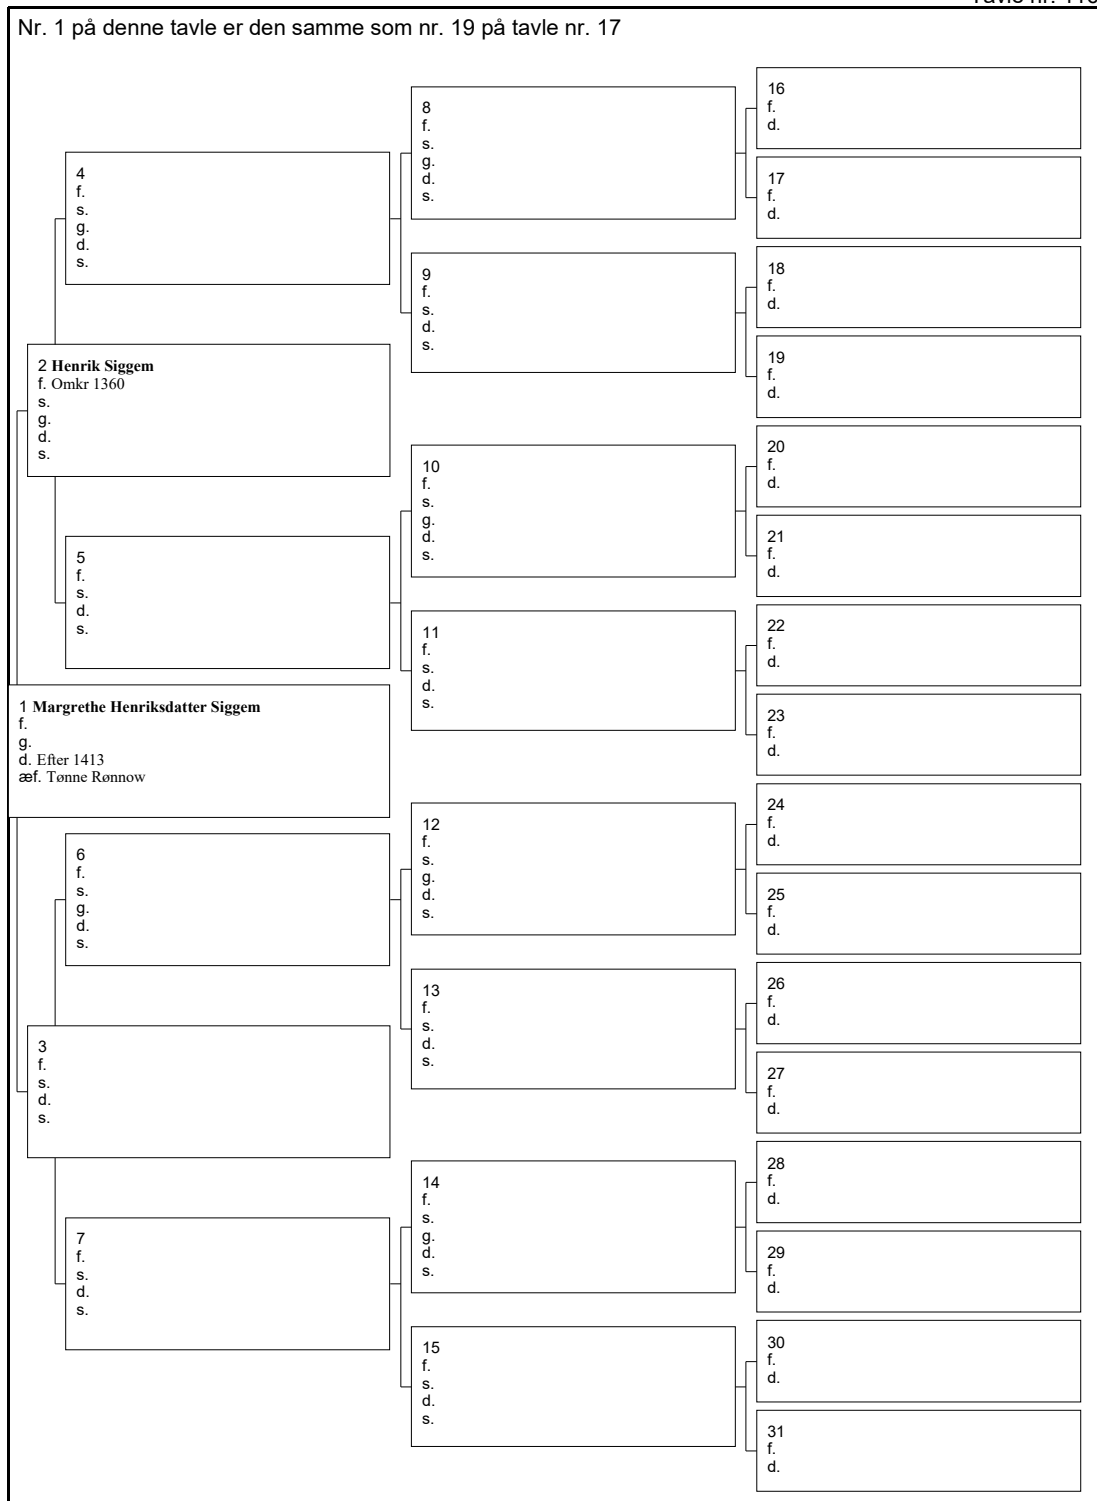 Nr. 1 på denne tavle er den samme som nr. 19 på tavle nr. 17
4
f.
s.
g.
d.
s.
2 Henrik Siggem
f. Omkr 1360
s.
g.
d.
s.
5
f.
s.
d.
s.
1 Margrethe Henriksdatter Siggem
f.
g.
d. Efter 1413
æf. Tønne Rønnow
6
f.
s.
g.
d.
s.
3
f.
s.
d.
s.
7
f.
s.
d.
s.
8
f.
s.
g.
d.
s.
9
f.
s.
d.
s.
10
f.
s.
g.
d.
s.
11
f.
s.
d.
s.
12
f.
s.
g.
d.
s.
13
f.
s.
d.
s.
14
f.
s.
g.
d.
s.
15
f.
s.
d.
s.
16
f.
d.
17
f.
d.
18
f.
d.
19
f.
d.
20
f.
d.
21
f.
d.
22
f.
d.
23
f.
d.
24
f.
d.
25
f.
d.
26
f.
d.
27
f.
d.
28
f.
d.
29
f.
d.
30
f.
d.
31
f.
d.